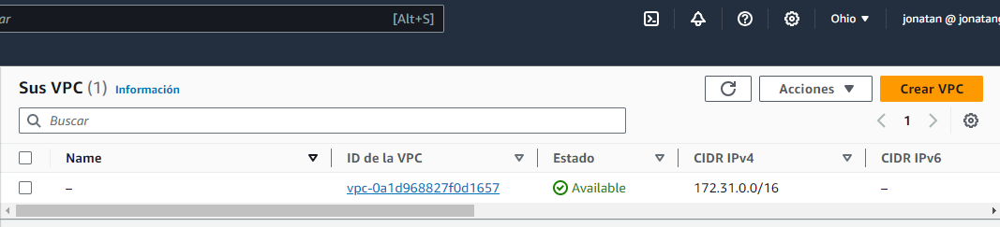 ar [Alt+S] Ohio jonatan @ jonatang
Sus VPC (1) Información Acciones Crear VPC
Buscar 1
Name ID de la VPC Estado CIDR IPv4 CIDR IPv6
– vpc-0a1d968827f0d1657 Available 172.31.0.0/16 –